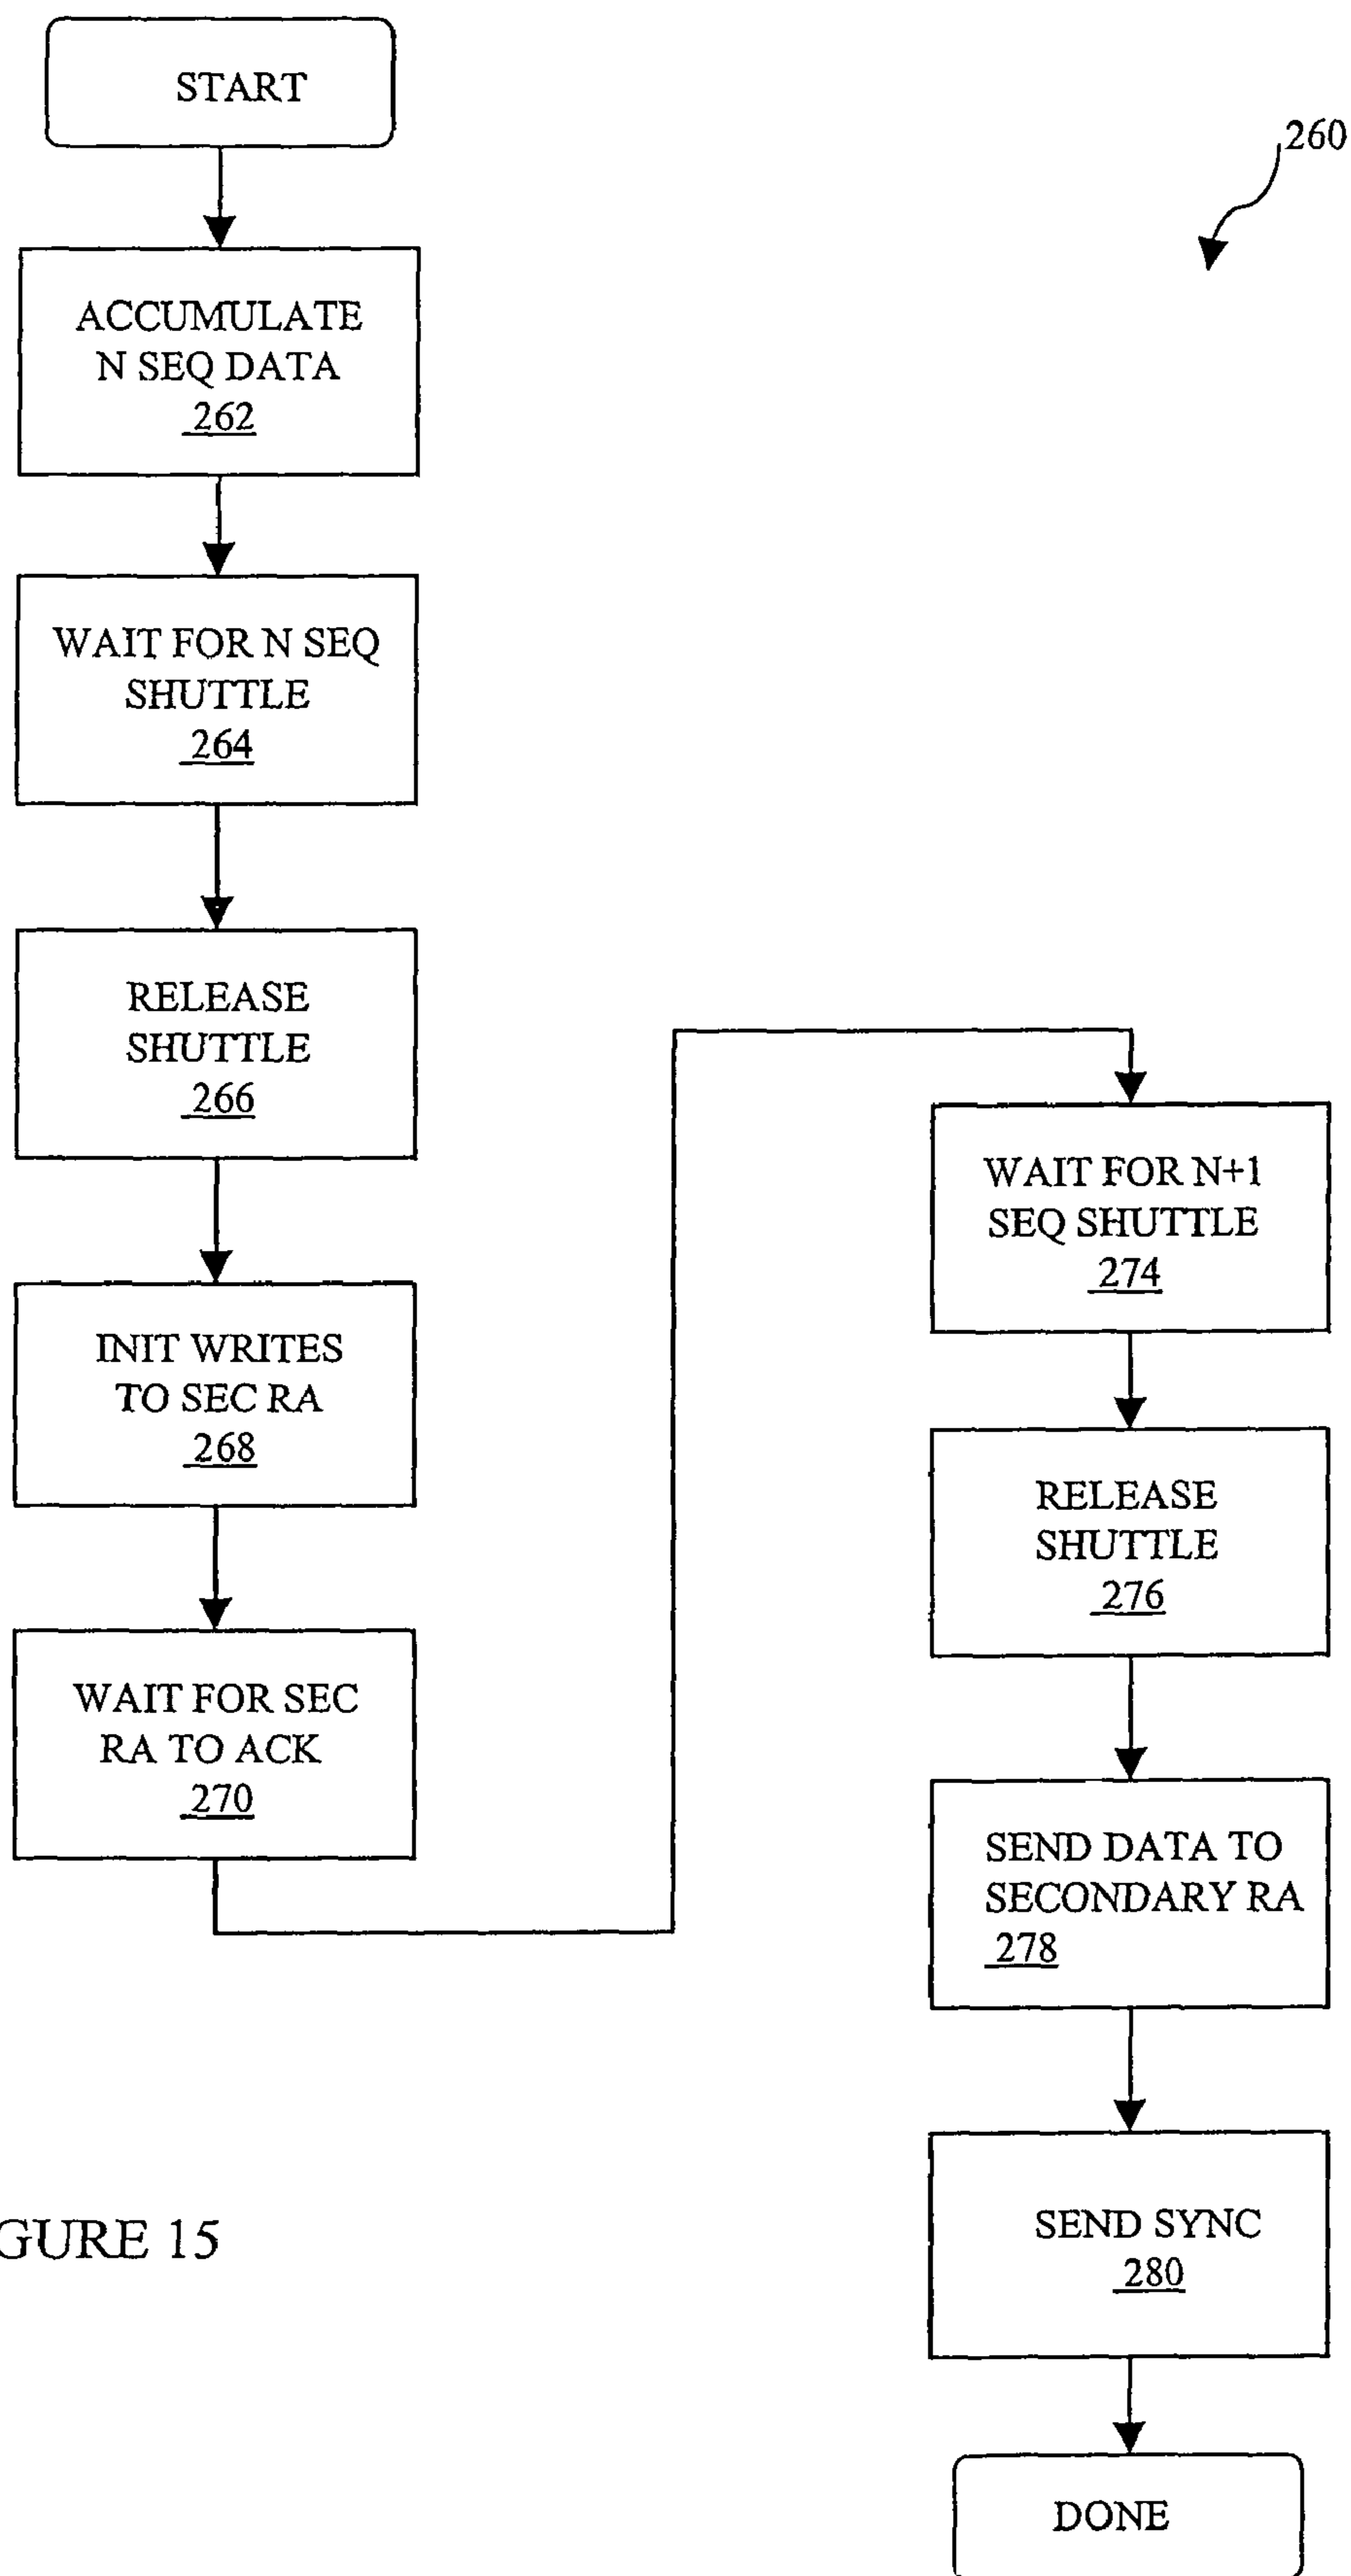 START
260
ACCUMULATE
N SEQ DATA
262
WAIT FOR N SEQ
SHUTTLE
264
RELEASE
SHUTTLE
266
INIT WRITES
TO SEC RA
268
WAIT FOR SEC
RA TO ACK
270
WAIT FOR N+1
SEQ SHUTTLE
274
RELEASE
SHUTTLE
276
SEND DATA TO
SECONDARY RA
278
SEND SYNC
280
DONE
GURE 15